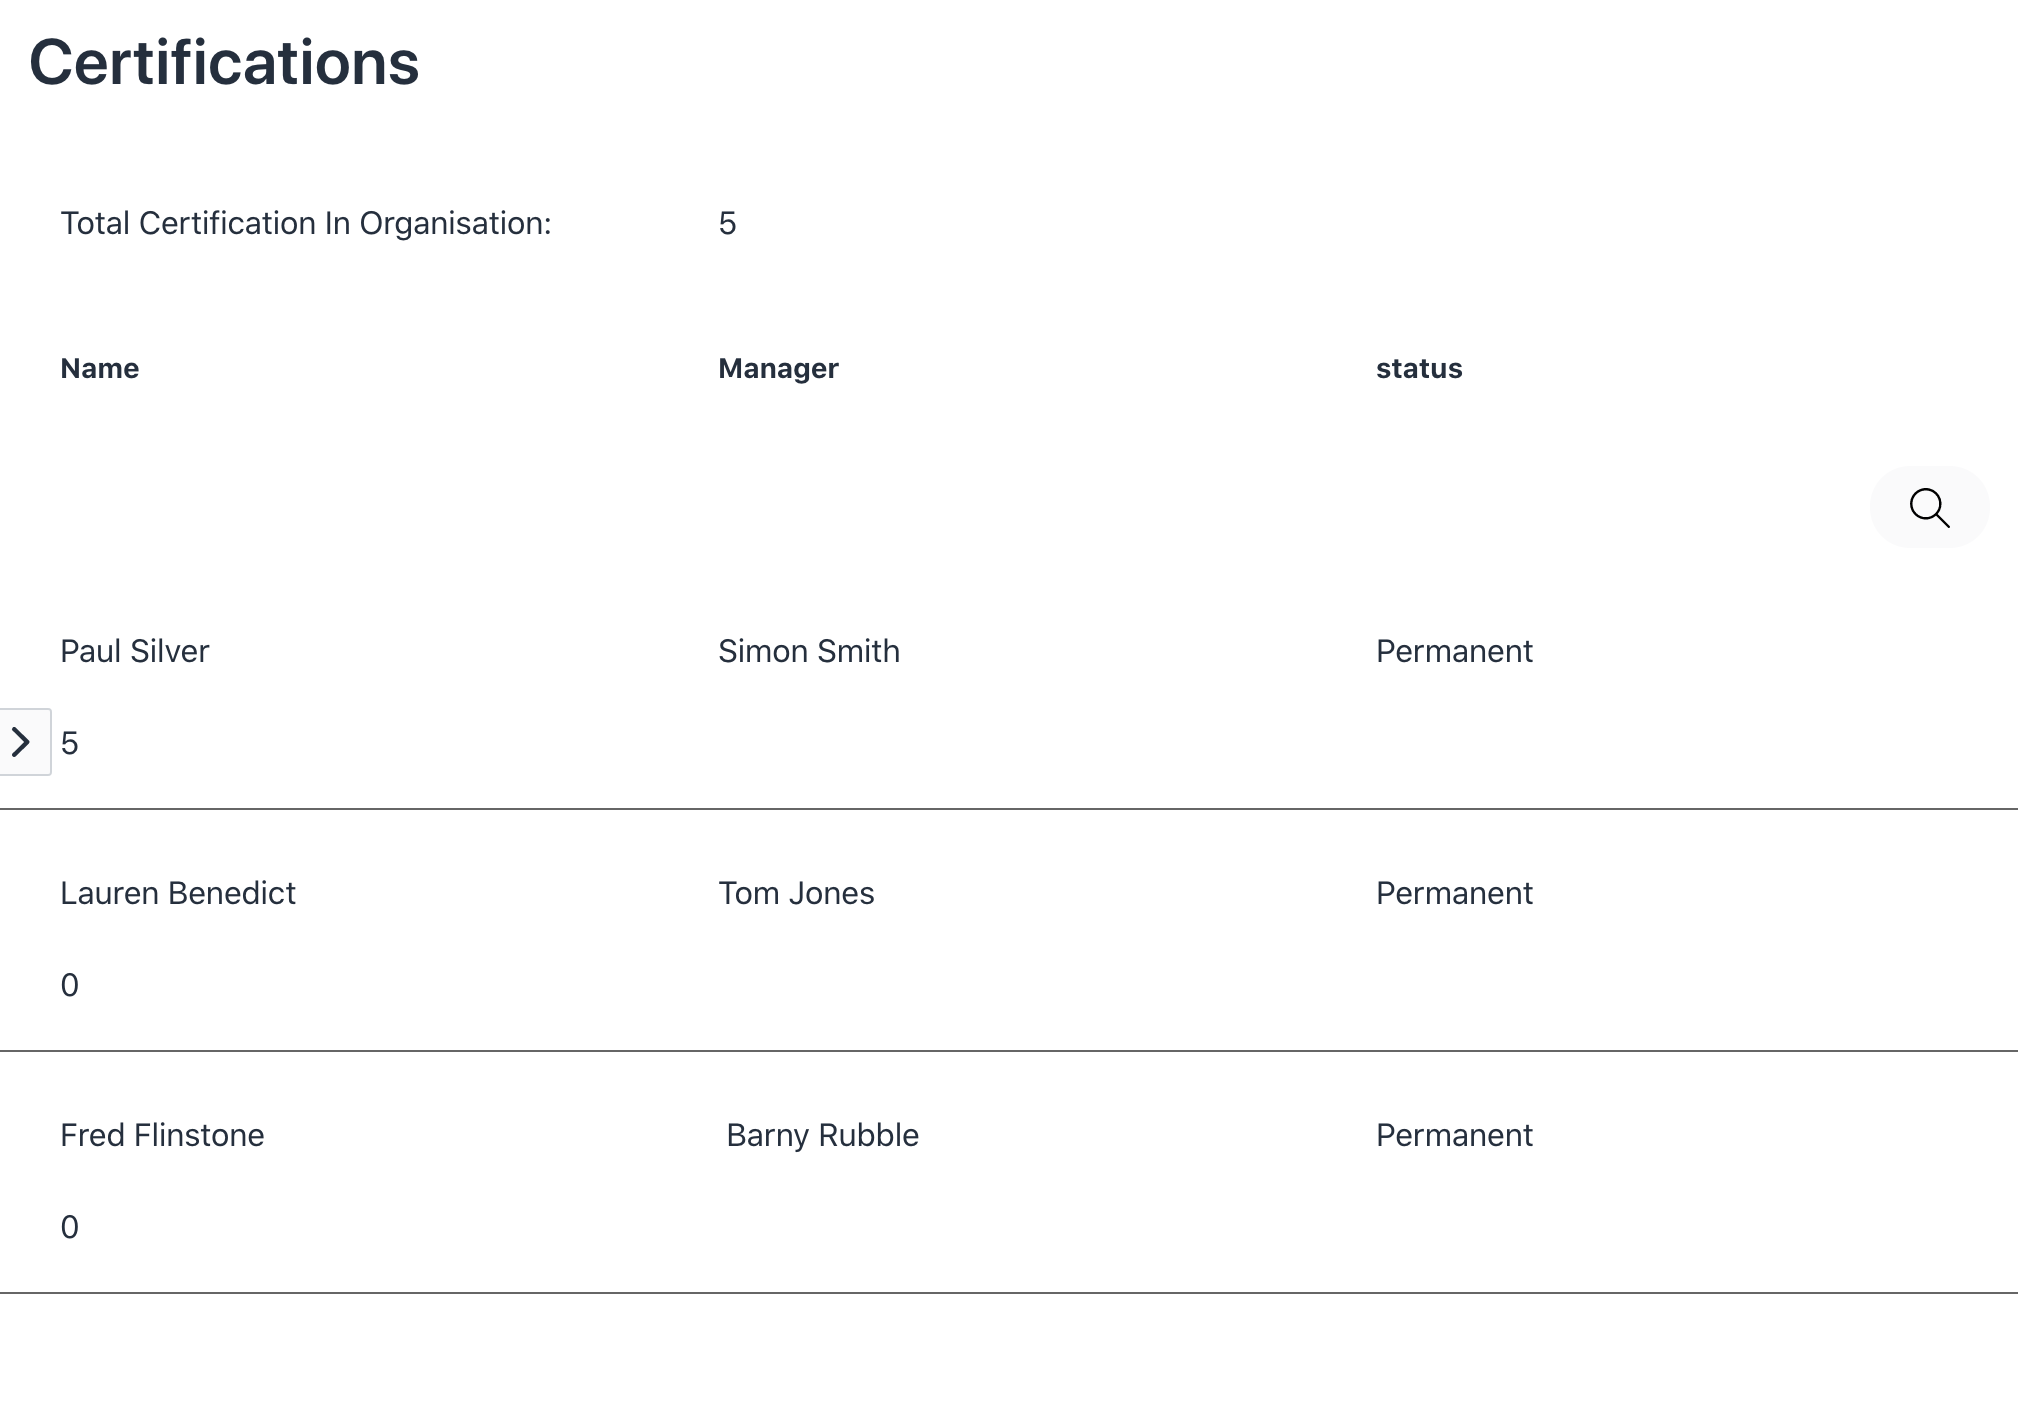 Certifications
Total Certification In Organisation: 5
Name Manager status
Paul Silver Simon Smith Permanent
5
Lauren Benedict Tom Jones Permanent
0
Fred Flinstone Barny Rubble Permanent
0